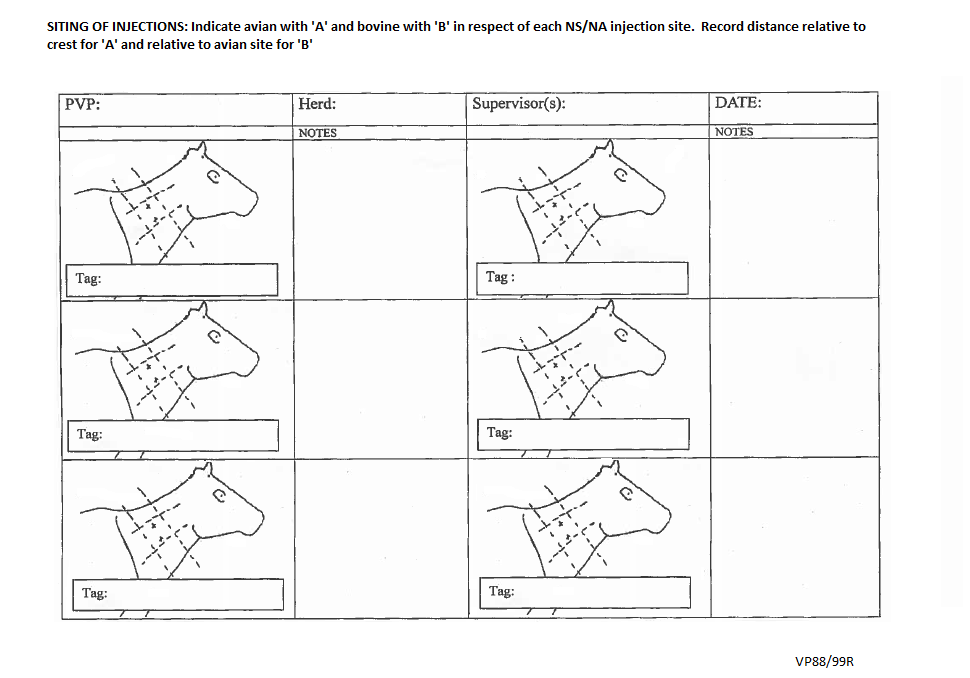 SITING OF INJECTIONS: Indicate avian with 'A' and bovine with 'B' in respect of each NS/NA injection site. Record distance relative to
crest for 'A' and relative to avian site for 'B'
PVP: Herd: Supervisor(s): DATE:
NOTES NOTES
Tag: Tag :
Tag: Tag:
Tag: Tag:
VP88/99R